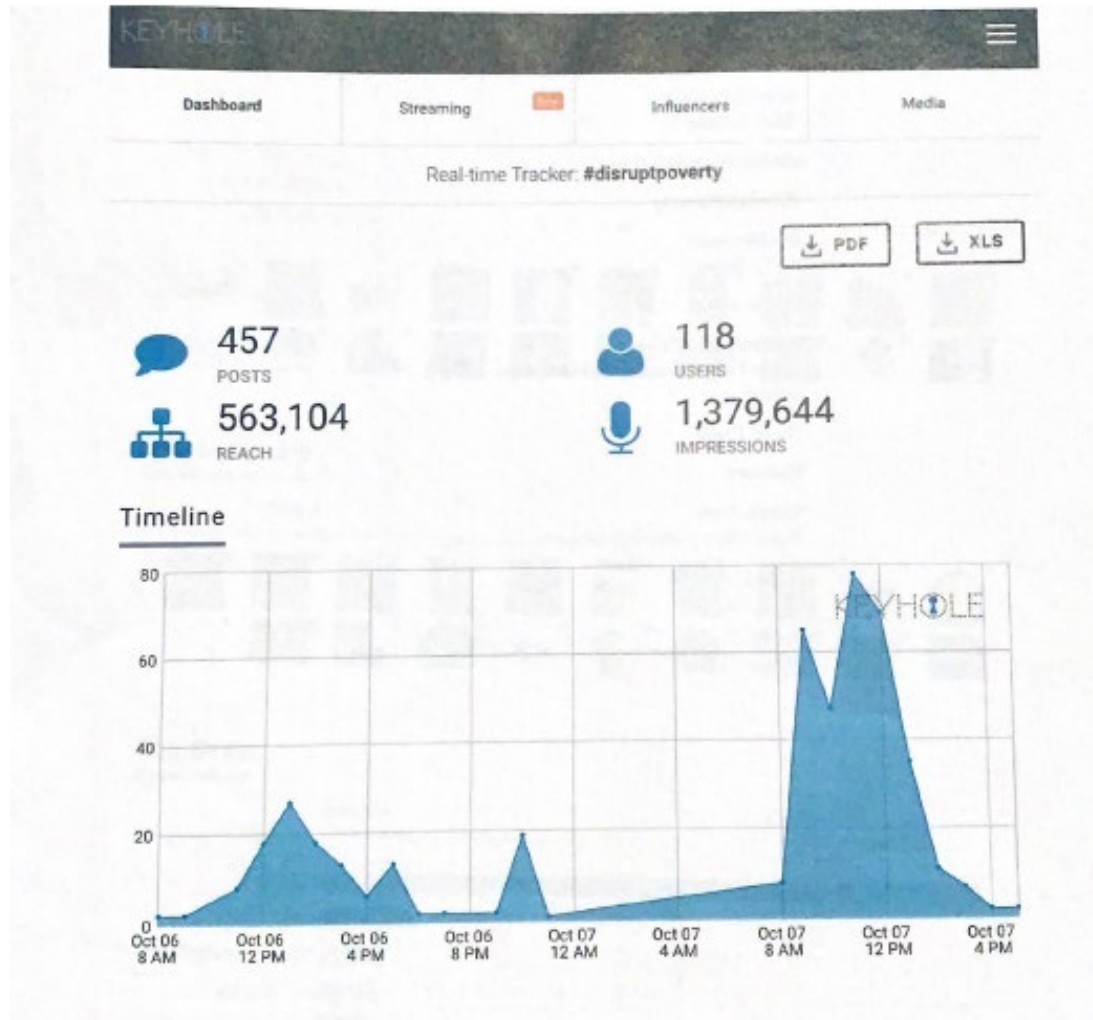 KEYHOLE
Dashboard Streaming Influencers Media
Real-time Tracker: #disruptpoverty
PDF XLS
457
POSTS
118
USERS
563,104
REACH
1,379,644
IMPRESSIONS
Timeline
KEYHOLE
80
60
40
20
0
Oct 06 Oct 06 Oct 06 Oct 06 Oct 07 Oct 07 Oct 07 Oct 07 Oct 07
8 AM 12 PM 4 PM 8 PM 12 AM 4 AM 8 AM 12 PM 4 PM